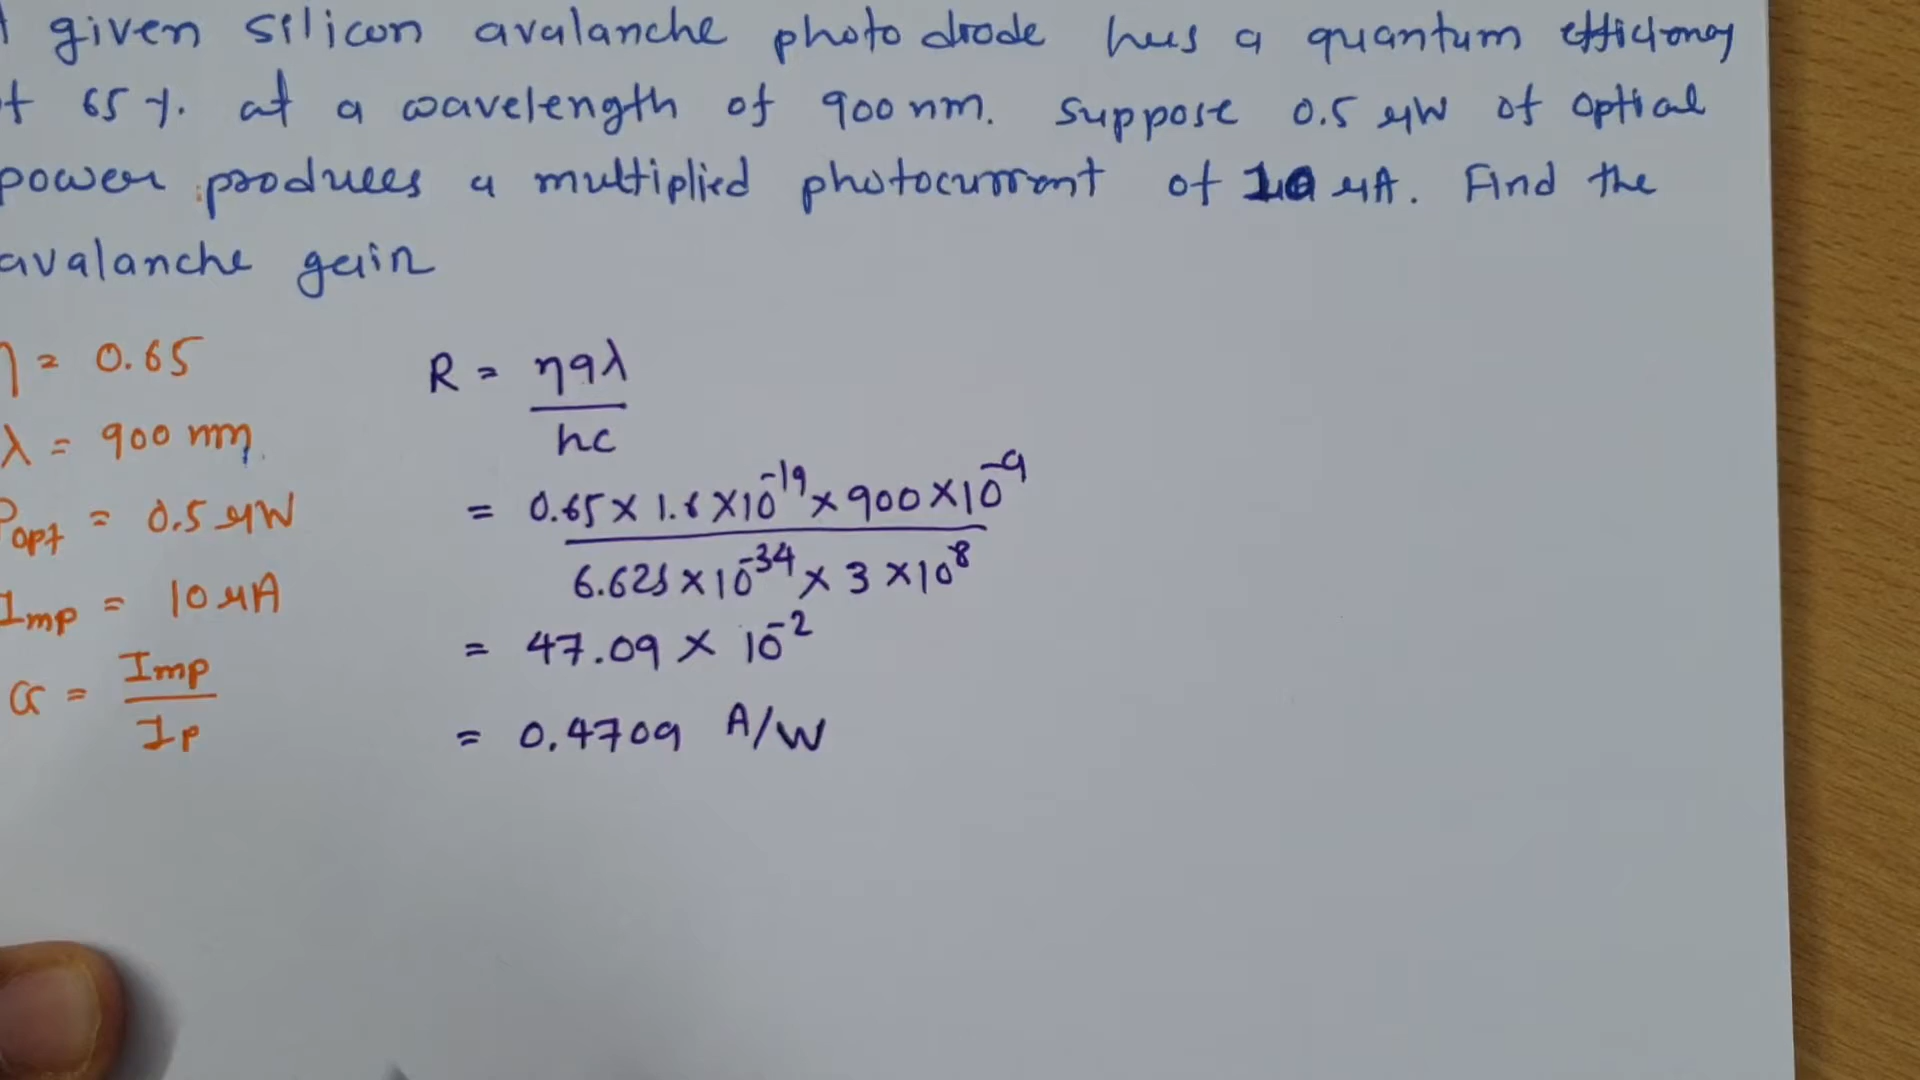 given silicon avalanche photo diode has a quantum efficiency
65 %. at a wavelength of 900 nm. Suppose 0.5 μW of optical
power produces a multiplied photocurrent of 10 μA. Find the
avalanche gain
η = 0.65
λ = 900 nm
Popt = 0.5 μW
Imp = 10 μA
G = Imp / Ip
R = ηqλ / hc
= 0.65 × 1.6 × 10^-19 × 900 × 10^-9 / 6.625 × 10^-34 × 3 × 10^8
= 47.09 × 10^-2
= 0.4709 A/W